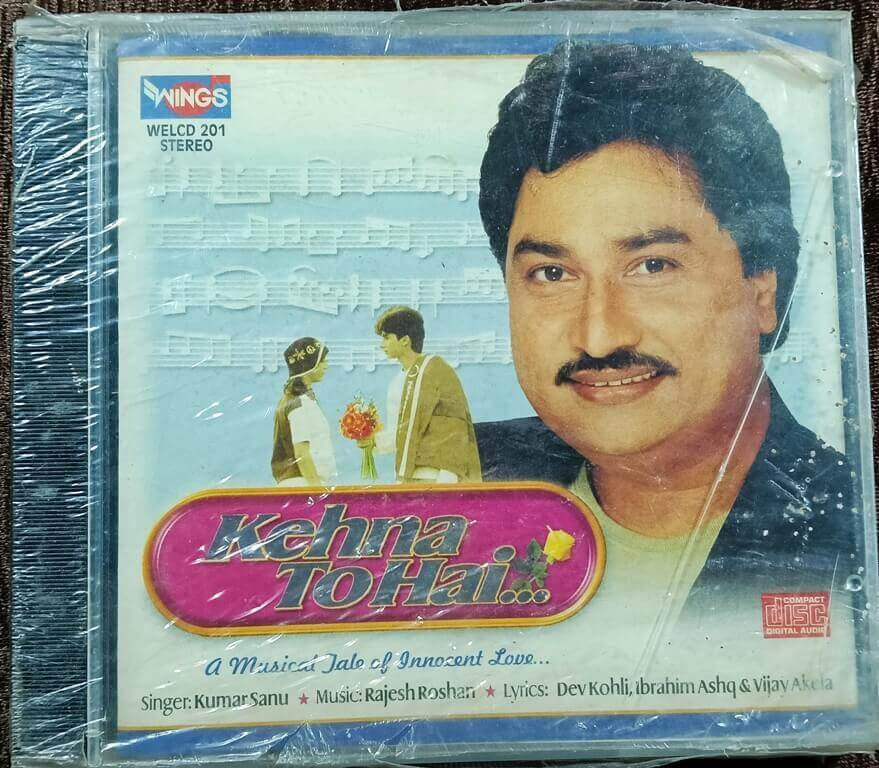 WINGS
WELCD 201
STEREO
Kehna
To Hai...
COMPACT
disc
DIGITAL AUDIO
A Musical Tale of Innocent Love...
Singer: Kumar Sanu ★ Music: Rajesh Roshan ★ Lyrics: Dev Kohli, Ibrahim Ashq & Vijay Akela